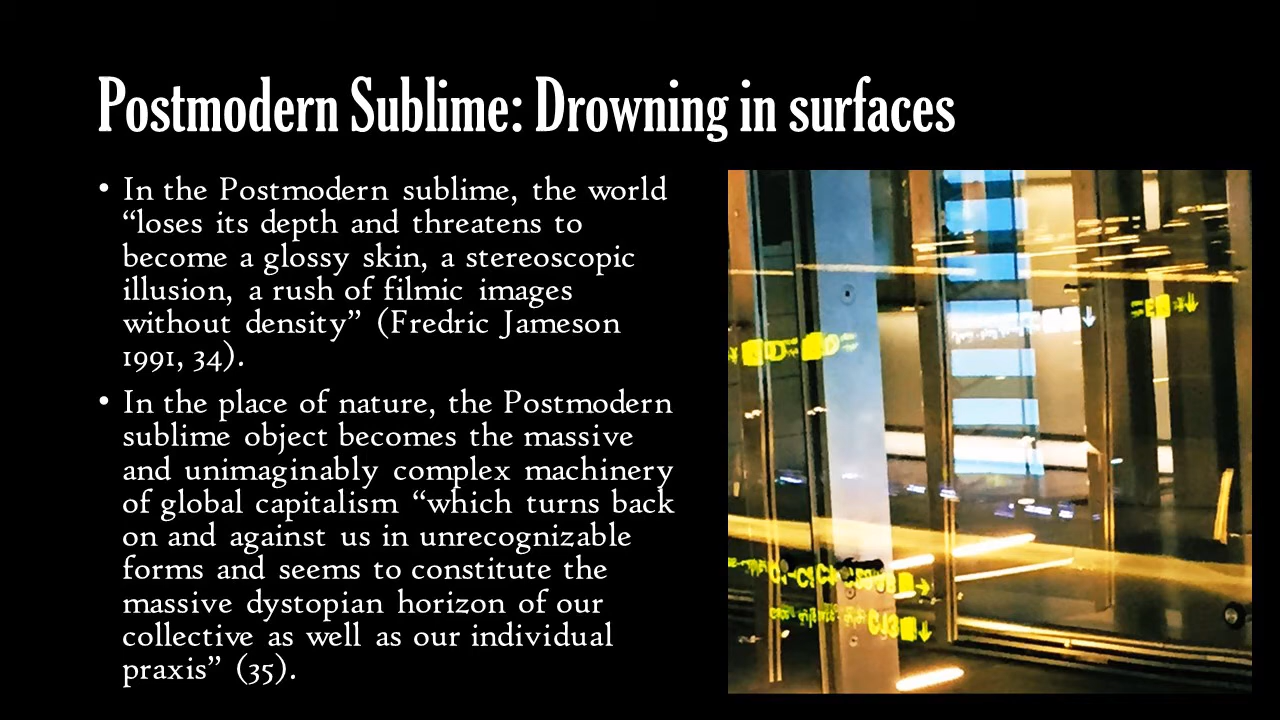 Postmodern Sublime: Drowning in surfaces
• In the Postmodern sublime, the world
“loses its depth and threatens to
become a glossy skin, a stereoscopic
illusion, a rush of filmic images
without density” (Fredric Jameson
1991, 34).
• In the place of nature, the Postmodern
sublime object becomes the massive
and unimaginably complex machinery
of global capitalism “which turns back
on and against us in unrecognizable
forms and seems to constitute the
massive dystopian horizon of our
collective as well as our individual
praxis” (35).